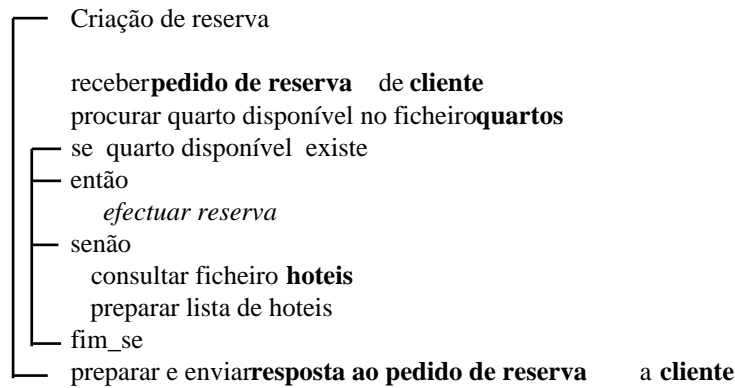 Criação de reserva
receber pedido de reserva de cliente
procurar quarto disponível no ficheiro quartos
se quarto disponível existe
então
efectuar reserva
senão
consultar ficheiro hoteis
preparar lista de hoteis
fim_se
preparar e enviar resposta ao pedido de reserva a cliente